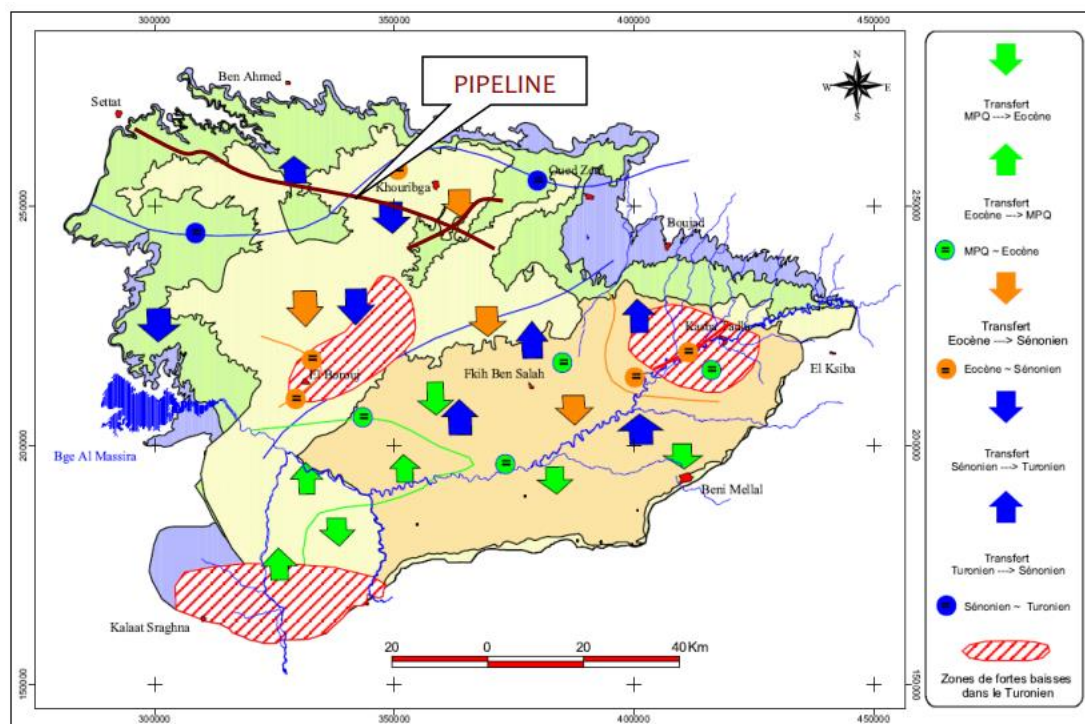 300000
350000
400000
450000
PIPELINE
Ben Ahmed
Settat
N
W
E
S
Khouribga
Oued Zem
250000
250000
Boujad
Kasba Tadla
El Ksiba
El Borouj
Fkih Ben Salah
200000
200000
Bge Al Massira
Beni Mellal
Kalaat Sraghna
20
0
20
40 Km
150000
150000
300000
350000
400000
450000
Transfert
MPQ ---> Eocène
Transfert
Eocène ---> MPQ
= MPQ ~ Eocène
Transfert
Eocène ---> Sénonien
= Eocène ~ Sénonien
Transfert
Sénonien ---> Turonien
Transfert
Turonien ---> Sénonien
= Sénonien ~ Turonien
Zones de fortes baisses
dans le Turonien